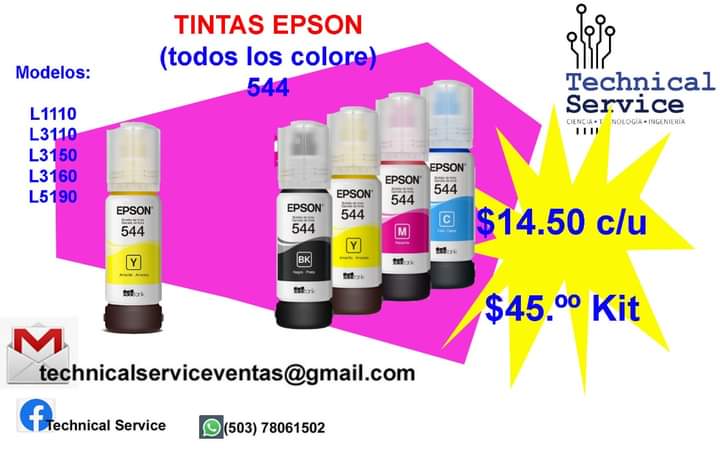 TINTAS EPSON
(todos los colore)
544
Modelos:
L1110
L3110
L3150
L3160
L5190
Technical
Service
CIENCIA • TECNOLOGÍA • INGENIERÍA
EPSON
544
Y
EPSON
544
BK
EPSON
544
Y
EPSON
544
M
EPSON
544
C
$14.50 c/u
$45.ºº Kit
technicalserviceventas@gmail.com
Technical Service
(503) 78061502